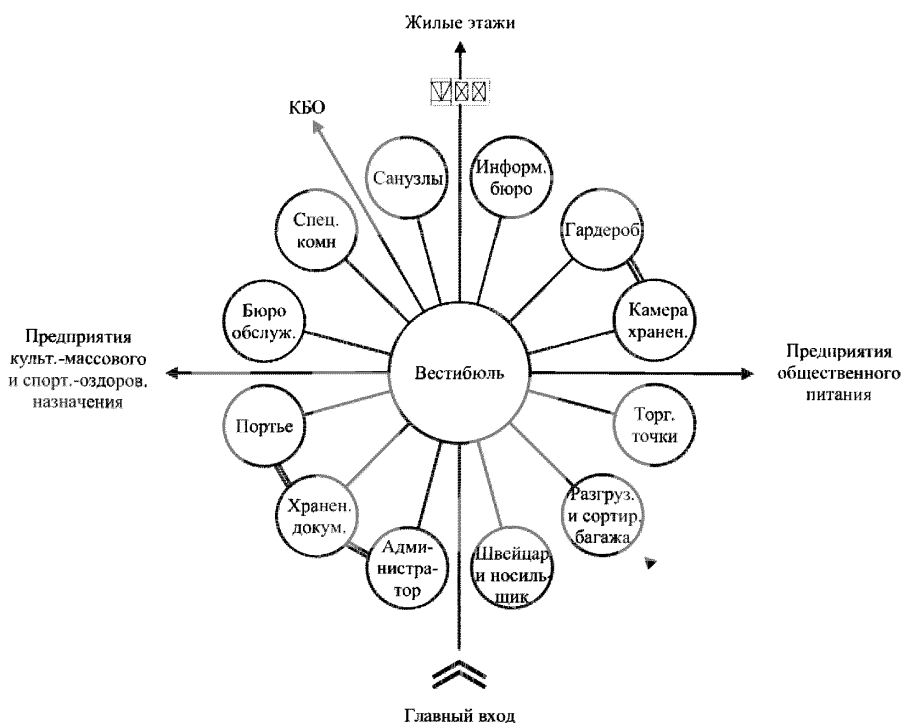 Жилые этажи
КБО
Санузлы
Информ.
бюро
Спец.
комн
Гардероб
Бюро
обслуж.
Камера
хранен.
Предприятия
культ.-массового
и спорт.-оздоров.
назначения
Вестибюль
Предприятия
общественного
питания
Портье
Торг.
точки
Хранен.
докум.
Разгруз.
и сортир.
багажа
Адми-
нистра-
тор
Швейцар
и носиль-
щик
Главный вход